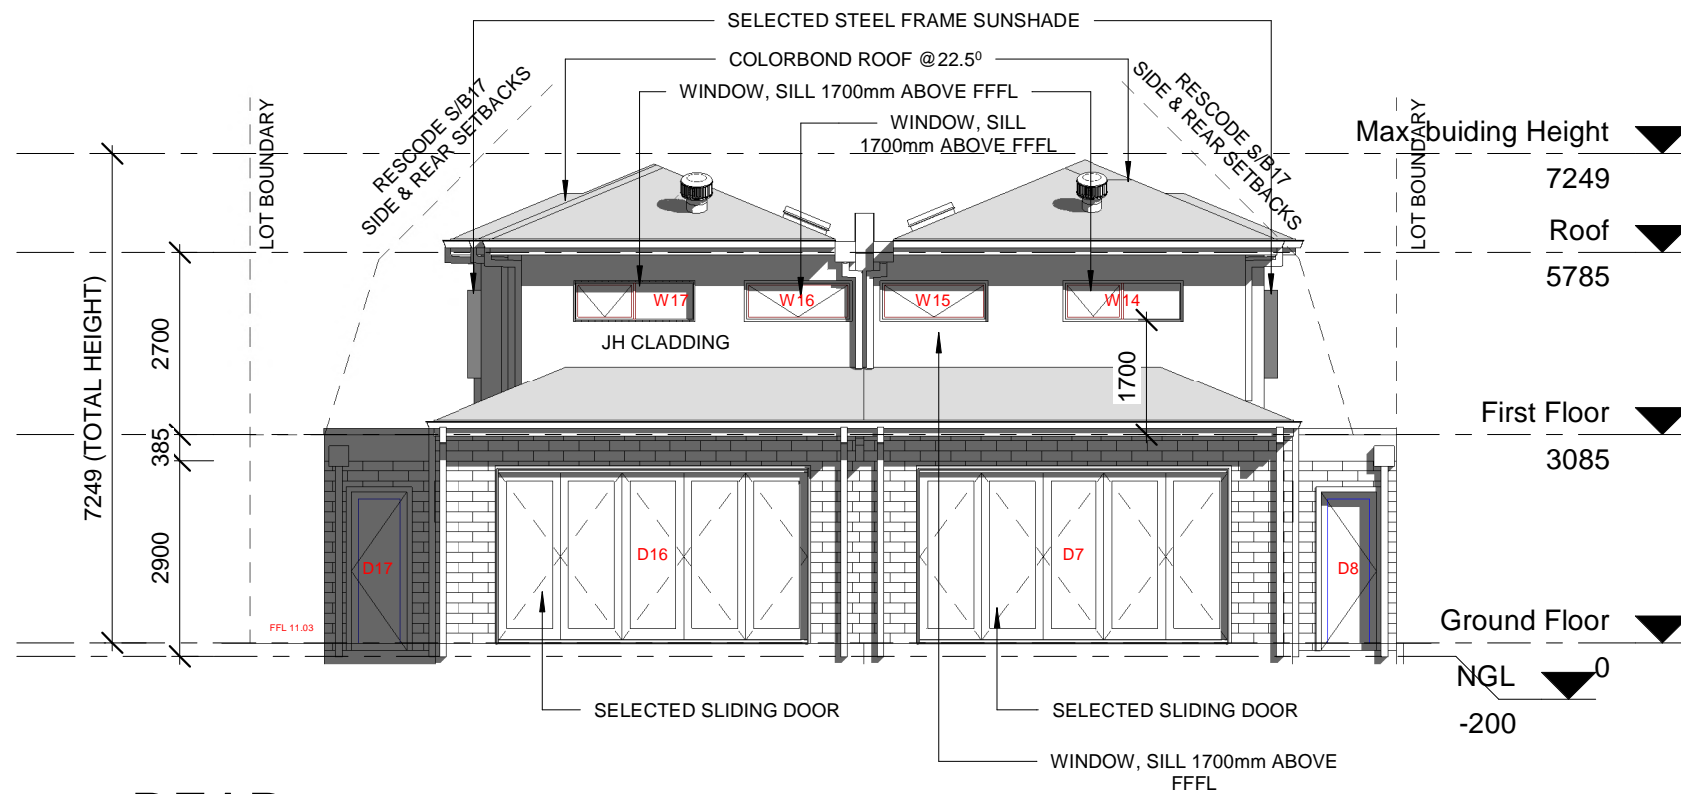 SELECTED STEEL FRAME SUNSHADE
COLORBOND ROOF @22.5⁰
WINDOW, SILL 1700mm ABOVE FFFL
WINDOW, SILL
1700mm ABOVE FFFL
RESCODE S/B17
SIDE & REAR SETBACKS
RESCODE S/B17
SIDE & REAR SETBACKS
LOT BOUNDARY
LOT BOUNDARY
Max buiding Height
7249
Roof
5785
First Floor
3085
Ground Floor
0
NGL
-200
7249 (TOTAL HEIGHT)
2700
385
2900
W17
W16
W15
W14
JH CLADDING
1700
D17
D16
D7
D8
FFL 11.03
SELECTED SLIDING DOOR
SELECTED SLIDING DOOR
WINDOW, SILL 1700mm ABOVE
FFFL